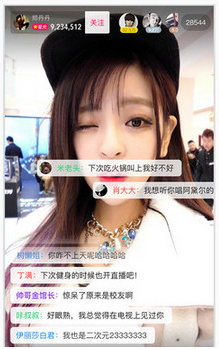 郑丹丹
9,234,512
关注
28544
米老头:下次吃火锅叫上我好不好
肖大大:我想听你唱阿黛尔的
树懒姐:你咋不上天呢哈哈哈哈
丁满:下次健身的时候也开直播吧!
帅哥金馆长:惊呆了原来是校友啊
咔叔叔:好眼熟,我总觉得在电视上见过你
伊丽莎白君:我也是二次元23333333